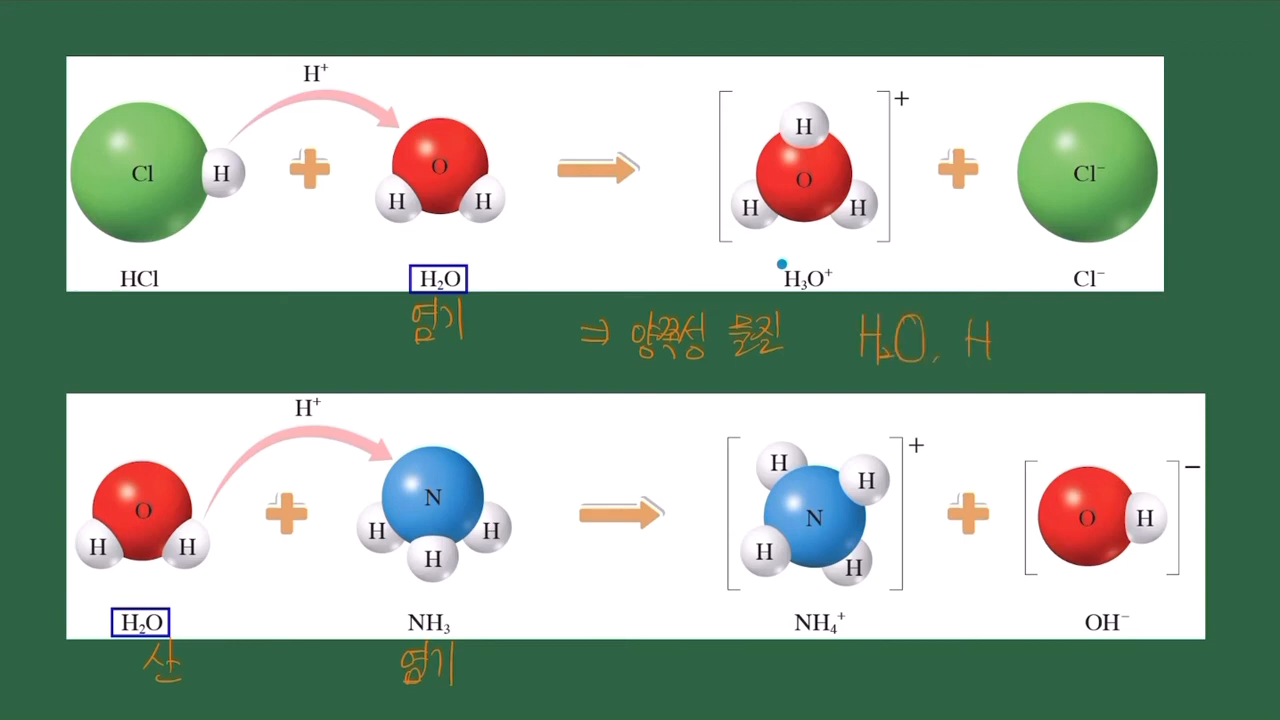 H⁺
Cl H O H H H O H H Cl⁻
+
HCl H₂O H₃O⁺ Cl⁻
염기 ⇒ 양쪽성 물질 H₂O, H
H⁺
O H H N H H H N H H H H O H
+ −
H₂O NH₃ NH₄⁺ OH⁻
산 염기